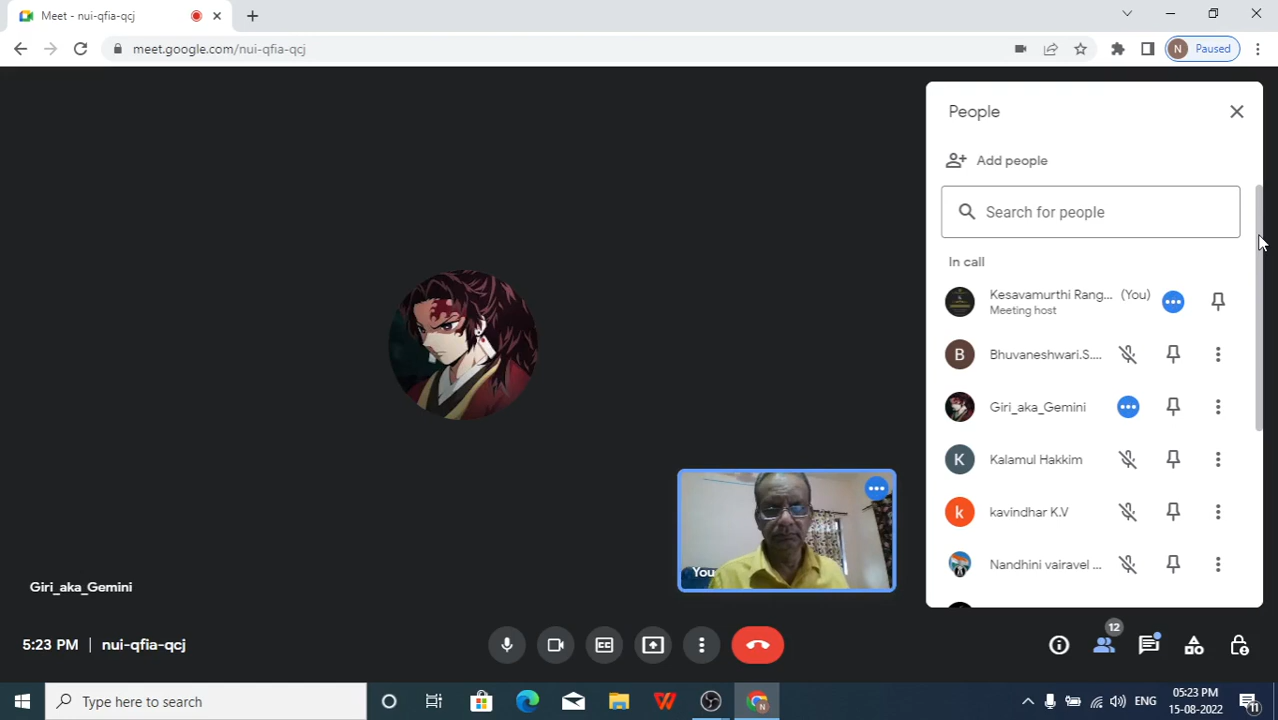 Meet - nui-qfia-qcj
meet.google.com/nui-qfia-qcj
N
Paused
People
Add people
Search for people
In call
Kesavamurthi Rang... (You)
Meeting host
B
Bhuvaneshwari.S....
Giri_aka_Gemini
K
Kalamul Hakkim
k
kavindhar K.V
Nandhini vairavel ...
You
Giri_aka_Gemini
5:23 PM | nui-qfia-qcj
12
Type here to search
ENG
05:23 PM
15-08-2022
11